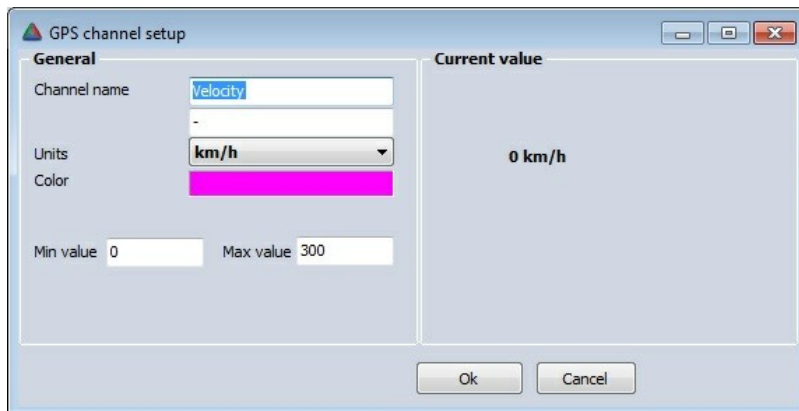 GPS channel setup
General
Channel name
Velocity
-
Units
km/h
Color
Min value 0
Max value 300
Current value
0 km/h
Ok
Cancel